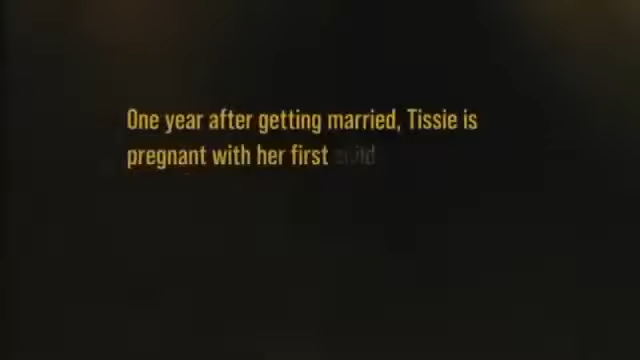 One year after getting married, Tissie is
pregnant with her first